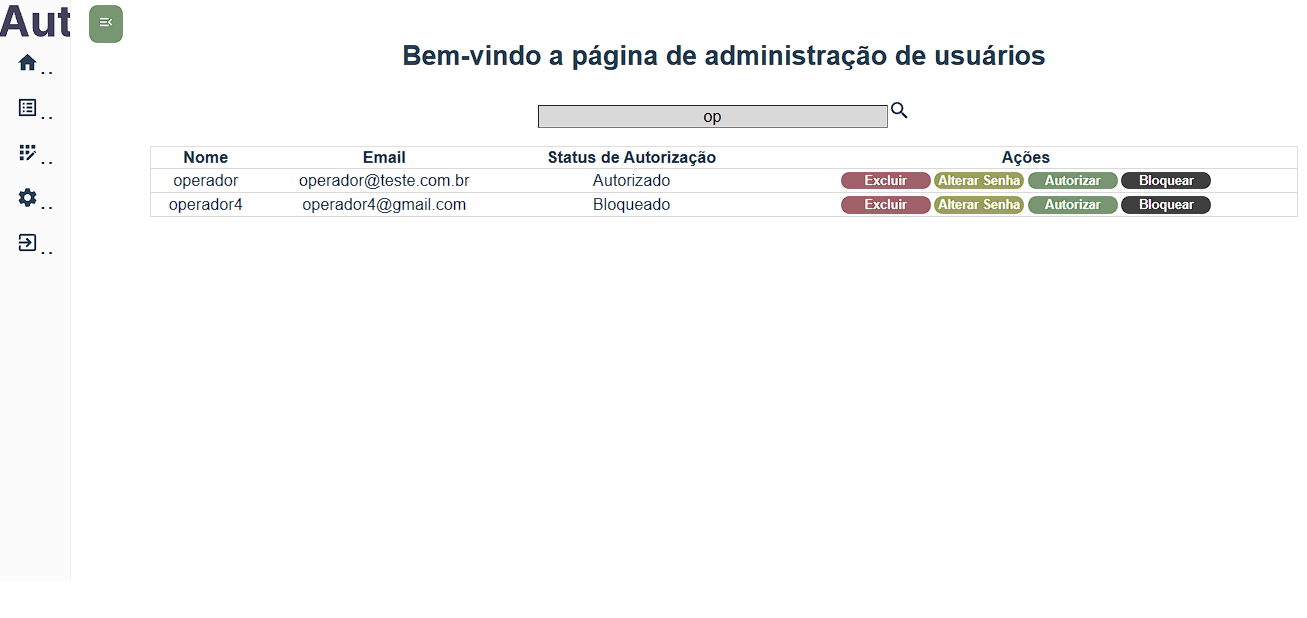 Aut
..
..
..
..
..
Bem-vindo a página de administração de usuários
op
Nome Email Status de Autorização Ações
operador operador@teste.com.br Autorizado Excluir Alterar Senha Autorizar Bloquear
operador4 operador4@gmail.com Bloqueado Excluir Alterar Senha Autorizar Bloquear